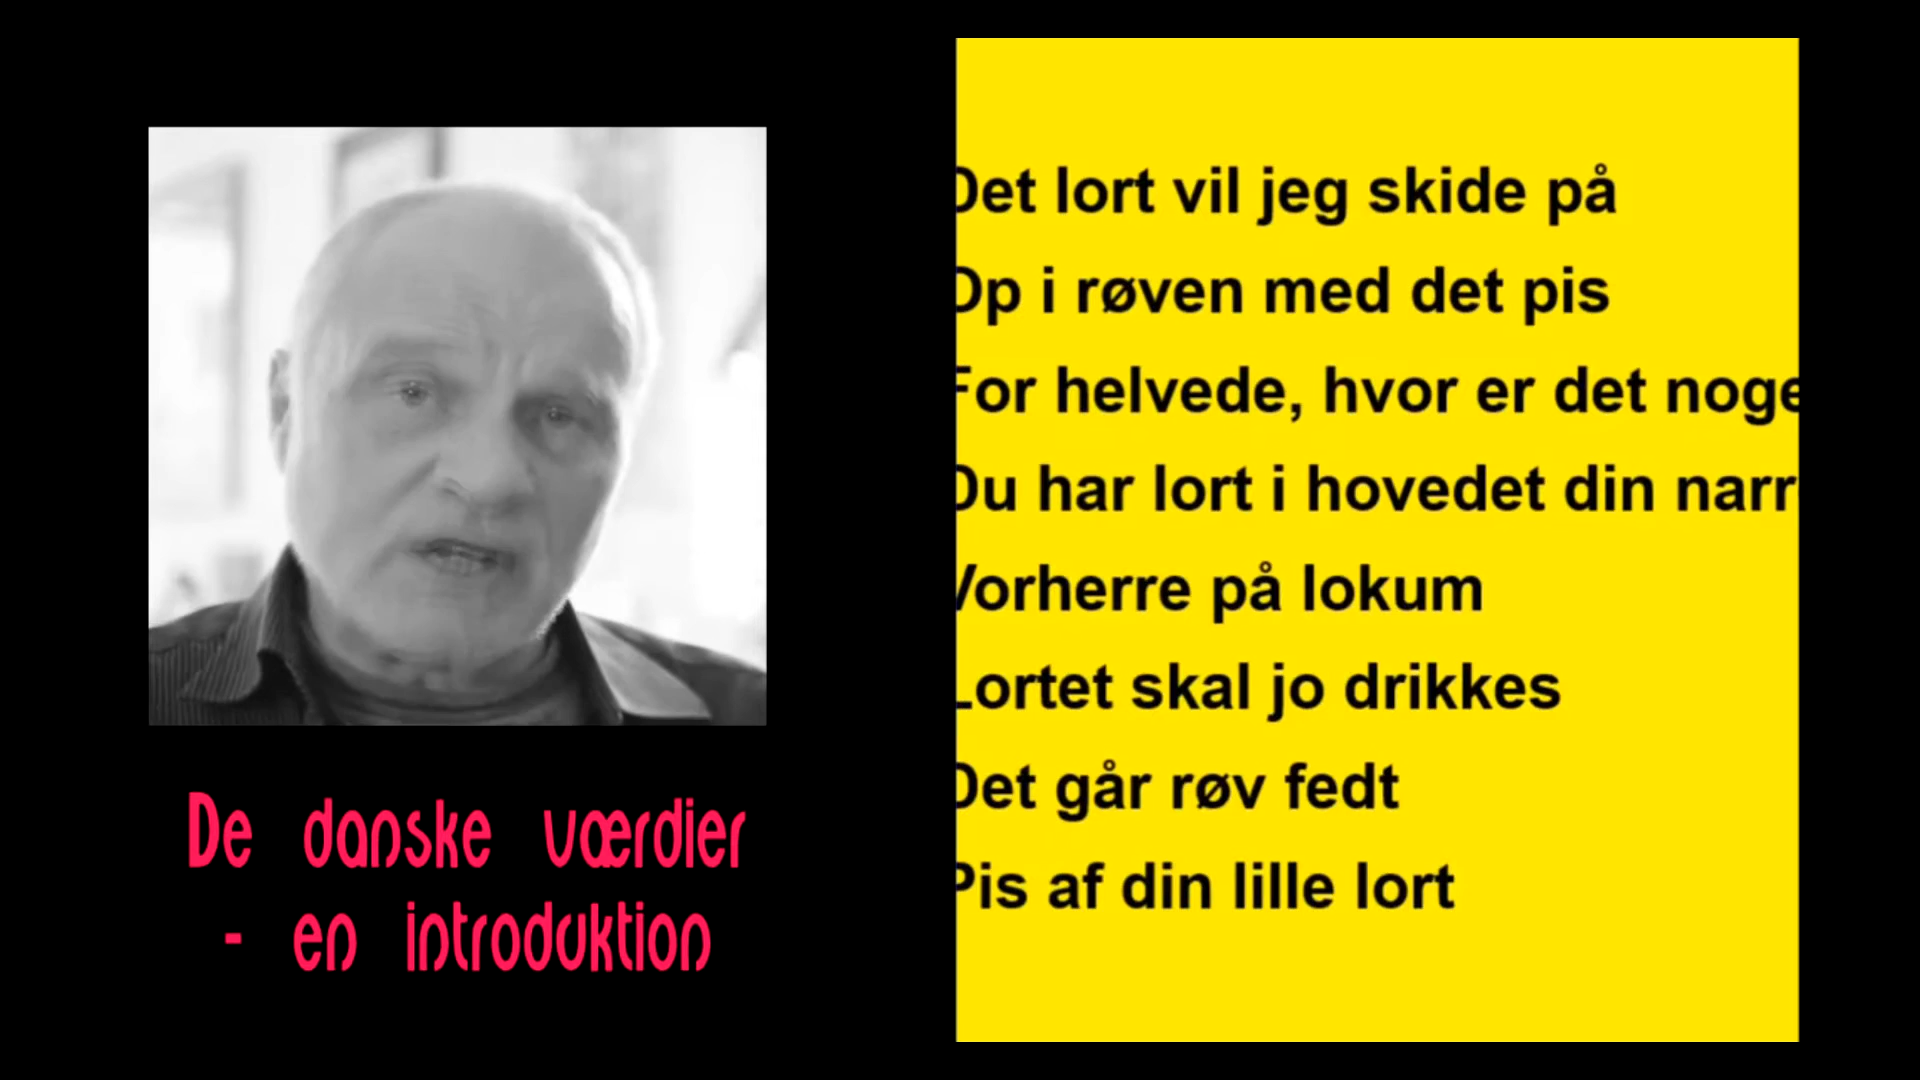 De danske værdier
- en introduktion
Det lort vil jeg skide på
Op i røven med det pis
For helvede, hvor er det noge
Du har lort i hovedet din narr
Vorherre på lokum
Lortet skal jo drikkes
Det går røv fedt
Pis af din lille lort